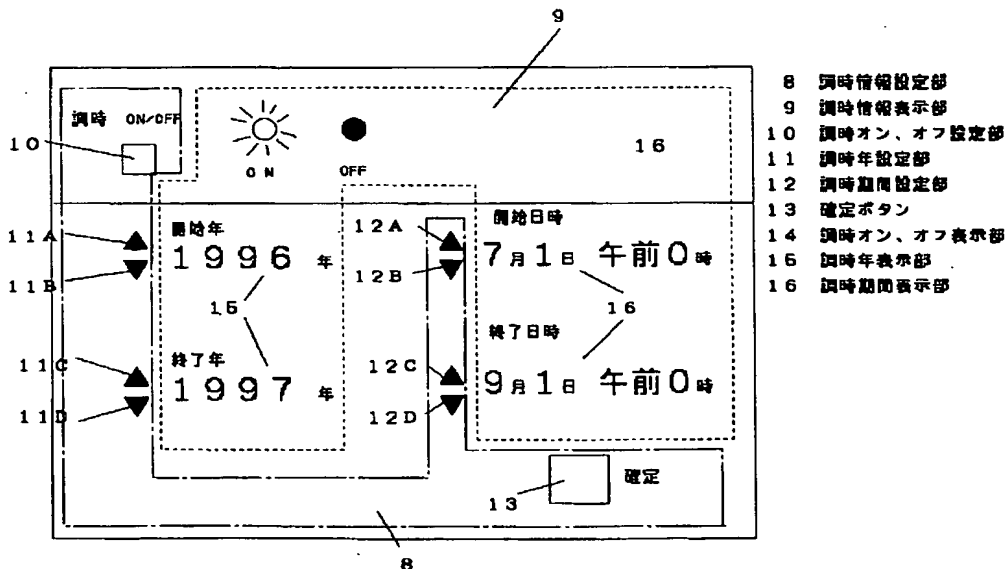 9
調時 ON/OFF
10
ON
OFF
16
11A
11B
開始年
1996 年
15
12A
12B
開始日時
7月1日 午前0時
16
11C
11D
終了年
1997 年
12C
12D
終了日時
9月1日 午前0時
13
確定
8
8 調時情報設定部
9 調時情報表示部
10 調時オン、オフ設定部
11 調時年設定部
12 調時期間設定部
13 確定ボタン
14 調時オン、オフ表示部
15 調時年表示部
16 調時期間表示部